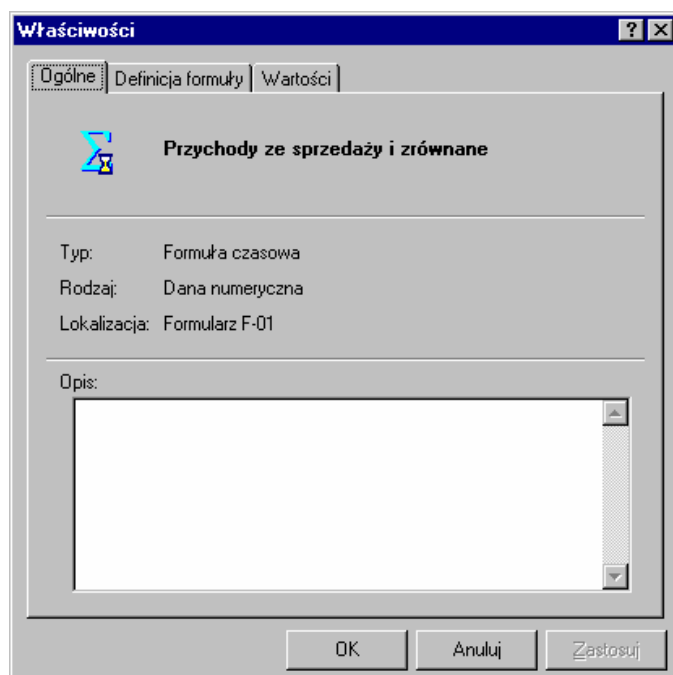 Właściwości
Ogólne Definicja formuły Wartości
Przychody ze sprzedaży i zrównane
Typ: Formuła czasowa
Rodzaj: Dana numeryczna
Lokalizacja: Formularz F-01
Opis:
OK Anuluj Zastosuj